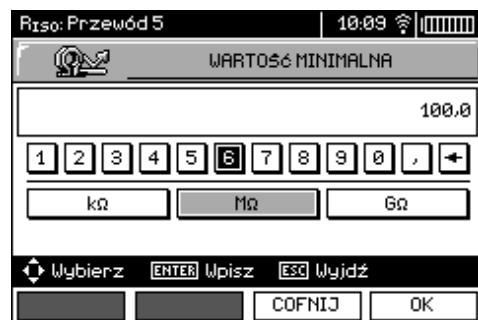 RISO: Przewód 5 10:09
WARTOŚĆ MINIMALNA
100,0
1 2 3 4 5 6 7 8 9 0 , ←
kΩ MΩ GΩ
Wybierz ENTER Wpisz ESC Wyjdź
COFNIJ OK